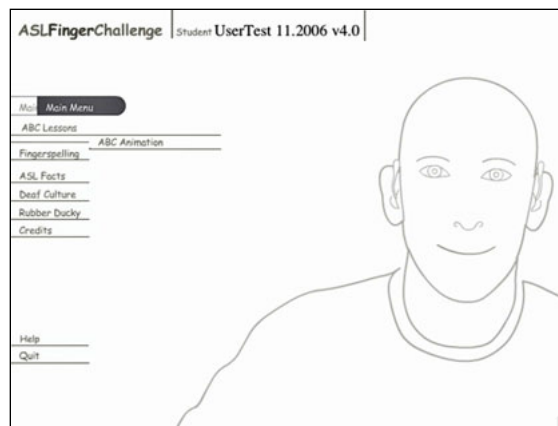 ASLFingerChallenge Student UserTest 11.2006 v4.0
Main Menu
ABC Lessons
ABC Animation
Fingerspelling
ASL Facts
Deaf Culture
Rubber Ducky
Credits
Help
Quit